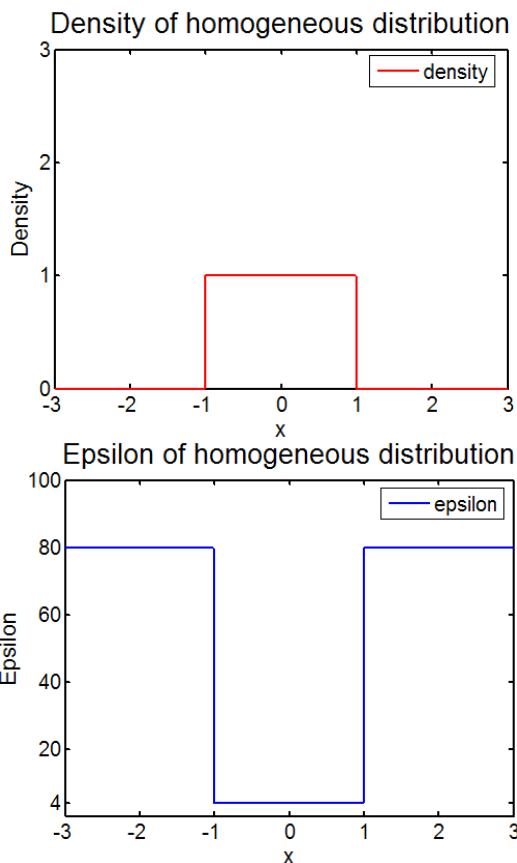 Density of homogeneous distribution
3
density
2
Density
1
0
-3 -2 -1 0 1 2 3
x
Epsilon of homogeneous distribution
100
epsilon
80
60
Epsilon
40
20
4
-3 -2 -1 0 1 2 3
x